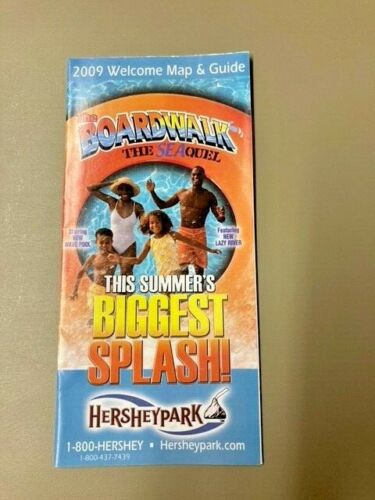 2009 Welcome Map & Guide
The
BOARDWALK
THE SEAQUEL
Starring
NEW
WAVE POOL
Featuring
NEW
LAZY RIVER
THIS SUMMER'S
BIGGEST
SPLASH!
HERSHEYPARK
1-800-HERSHEY ▪ Hersheypark.com
1-800-437-7439